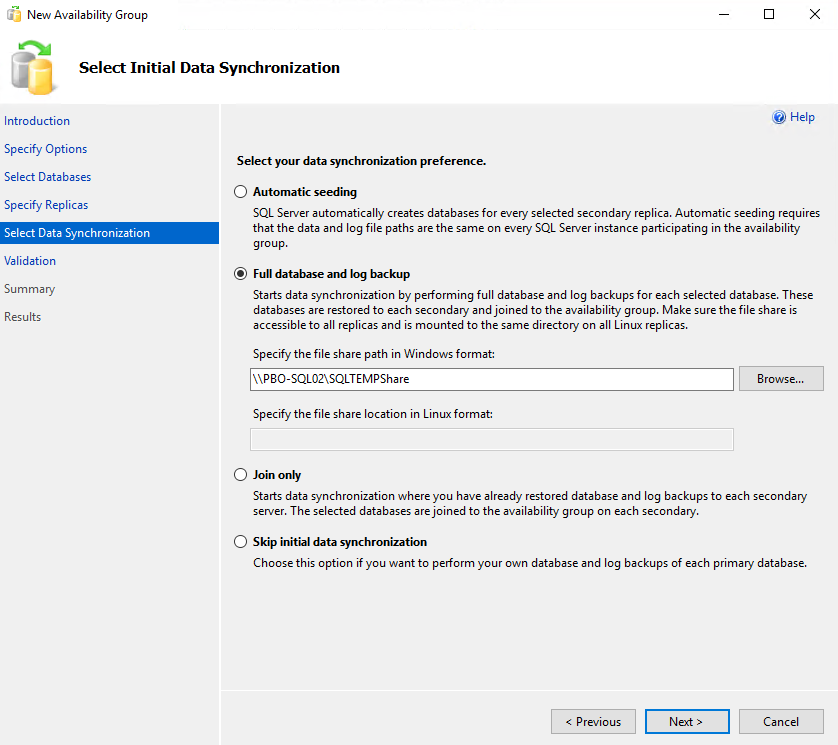 New Availability Group
Select Initial Data Synchronization
Introduction
Specify Options
Select Databases
Specify Replicas
Select Data Synchronization
Validation
Summary
Results
Help
Select your data synchronization preference.
Automatic seeding
SQL Server automatically creates databases for every selected secondary replica. Automatic seeding requires
that the data and log file paths are the same on every SQL Server instance participating in the availability
group.
Full database and log backup
Starts data synchronization by performing full database and log backups for each selected database. These
databases are restored to each secondary and joined to the availability group. Make sure the file share is
accessible to all replicas and is mounted to the same directory on all Linux replicas.
Specify the file share path in Windows format:
\\PBO-SQL02\SQLTEMPShare
Browse...
Specify the file share location in Linux format:
Join only
Starts data synchronization where you have already restored database and log backups to each secondary
server. The selected databases are joined to the availability group on each secondary.
Skip initial data synchronization
Choose this option if you want to perform your own database and log backups of each primary database.
< Previous
Next >
Cancel